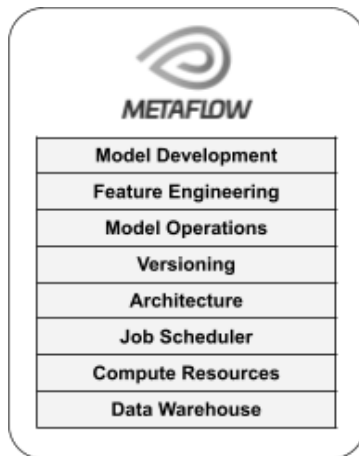 METAFLOW
Model Development
Feature Engineering
Model Operations
Versioning
Architecture
Job Scheduler
Compute Resources
Data Warehouse